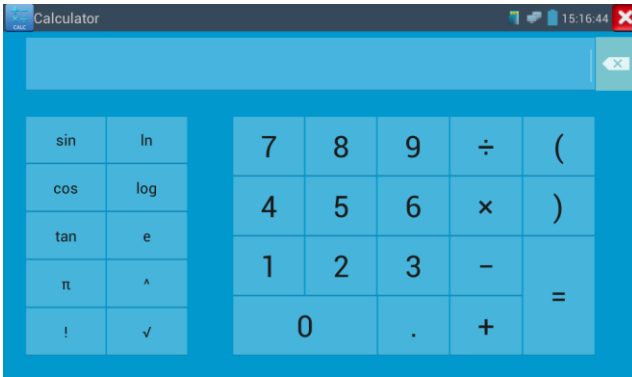 Calculator 15:16:44
CALC
sin ln 7 8 9 ÷ (
cos log
4 5 6 × )
tan e
1 2 3 −
π ^
=
! √ 0 . +